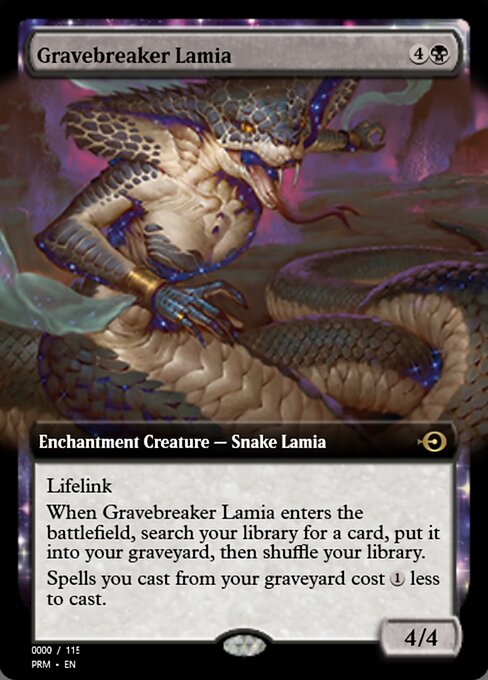 Gravebreaker Lamia 4
Enchantment Creature — Snake Lamia
Lifelink
When Gravebreaker Lamia enters the
battlefield, search your library for a card, put it
into your graveyard, then shuffle your library.
Spells you cast from your graveyard cost 1 less
to cast.
4/4
0000 / 115
PRM • EN